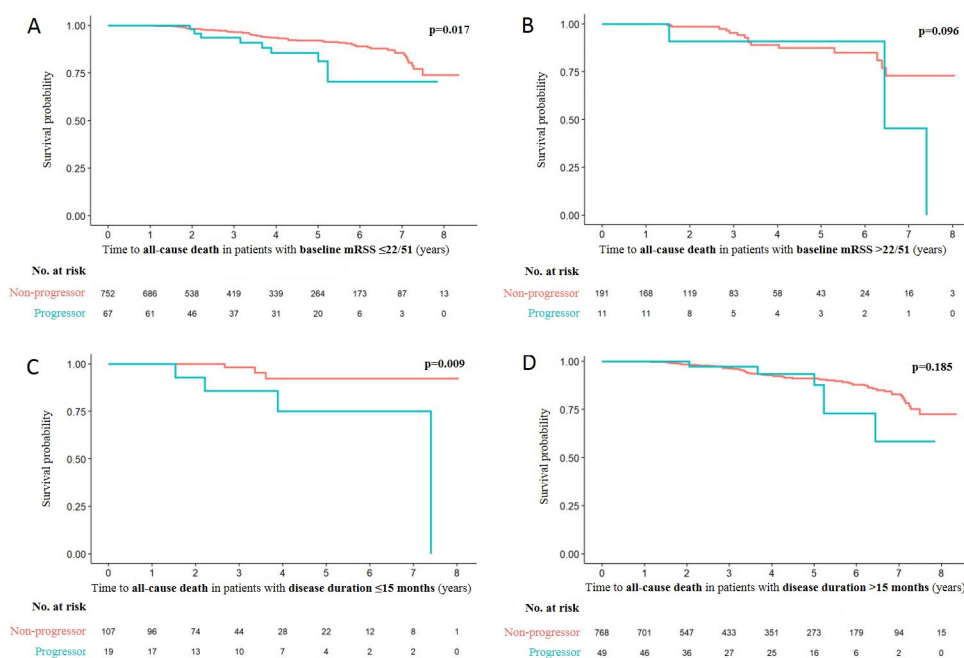 A
p=0.017
Survival probability
1.00
0.75
0.50
0.25
0.00
0 1 2 3 4 5 6 7 8
Time to all-cause death in patients with baseline mRSS ≤22/51 (years)
No. at risk
Non-progressor 752 686 538 419 339 264 173 87 13
Progressor 67 61 46 37 31 20 6 3 0
B
p=0.096
Survival probability
1.00
0.75
0.50
0.25
0.00
0 1 2 3 4 5 6 7 8
Time to all-cause death in patients with baseline mRSS >22/51 (years)
No. at risk
Non-progressor 191 168 119 83 58 43 24 16 3
Progressor 11 11 8 5 4 3 2 1 0
C
p=0.009
Survival probability
1.00
0.75
0.50
0.25
0.00
0 1 2 3 4 5 6 7 8
Time to all-cause death in patients with disease duration ≤15 months (years)
No. at risk
Non-progressor 107 96 74 44 28 22 12 8 1
Progressor 19 17 13 10 7 4 2 2 0
D
p=0.185
Survival probability
1.00
0.75
0.50
0.25
0.00
0 1 2 3 4 5 6 7 8
Time to all-cause death in patients with disease duration >15 months (years)
No. at risk
Non-progressor 768 701 547 433 351 273 179 94 15
Progressor 49 46 36 27 25 16 6 2 0